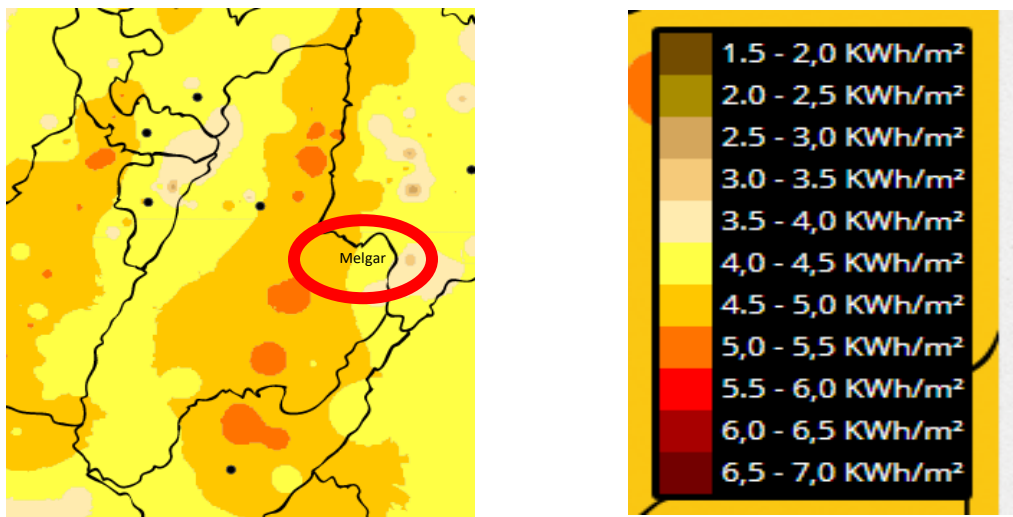 Melgar
1.5 - 2,0 KWh/m²
2.0 - 2,5 KWh/m²
2.5 - 3,0 KWh/m²
3.0 - 3.5 KWh/m²
3.5 - 4,0 KWh/m²
4,0 - 4,5 KWh/m²
4.5 - 5,0 KWh/m²
5,0 - 5,5 KWh/m²
5.5 - 6,0 KWh/m²
6,0 - 6,5 KWh/m²
6,5 - 7,0 KWh/m²